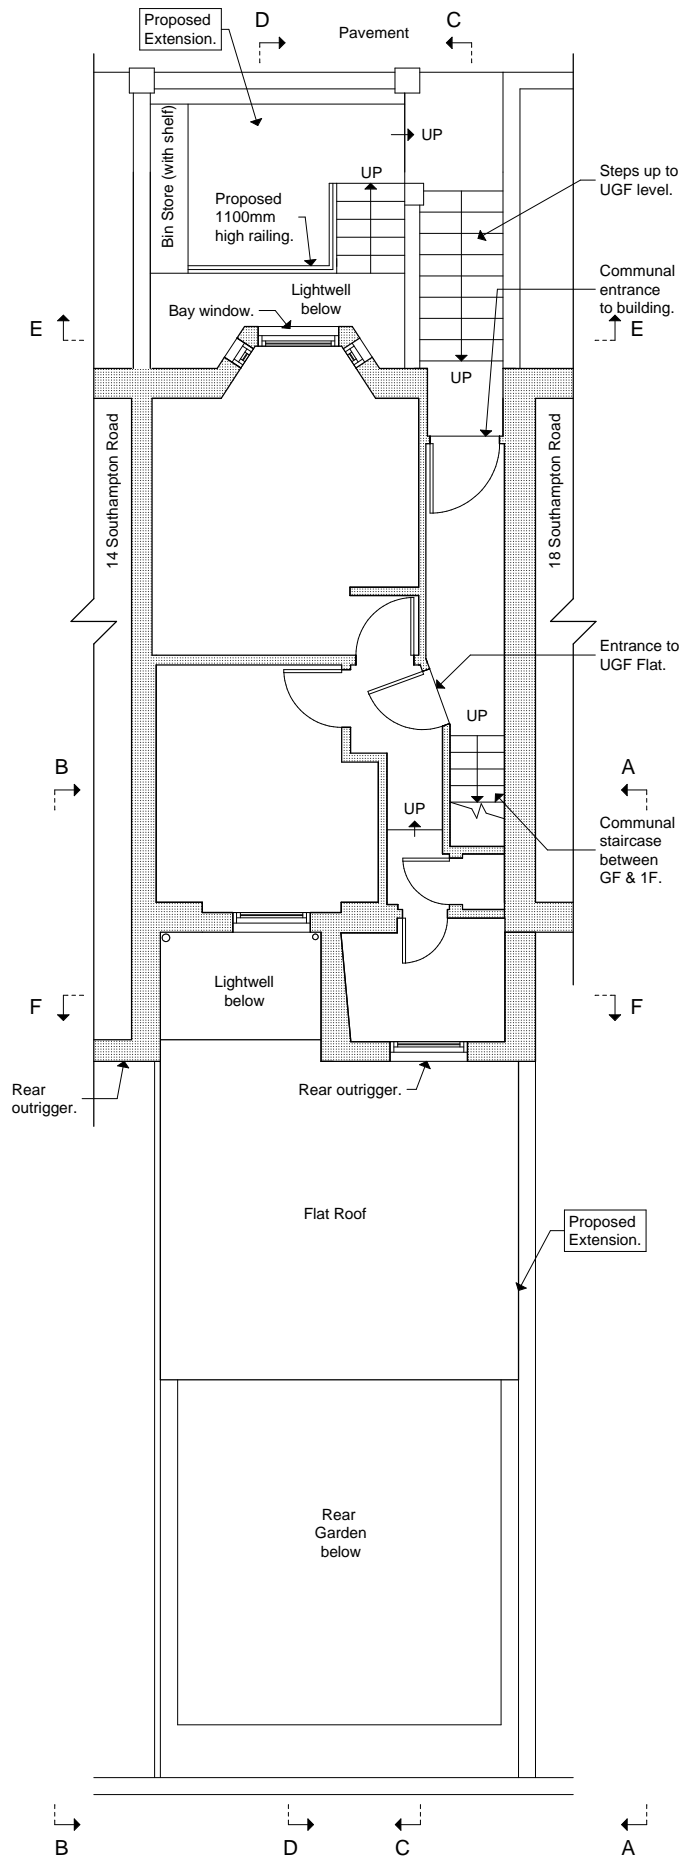 D
C
Proposed
Extension.
Pavement
UP
Bin Store (with shelf)
UP
Steps up to
UGF level.
Proposed
1100mm
high railing.
Communal
entrance
to building.
Lightwell
below
Bay window.
E
E
UP
14 Southampton Road
18 Southampton Road
Entrance to
UGF Flat.
UP
B
A
UP
Communal
staircase
between
GF & 1F.
Lightwell
below
F
F
Rear
outrigger.
Rear outrigger.
Flat Roof
Proposed
Extension.
Rear
Garden
below
B
D
C
A